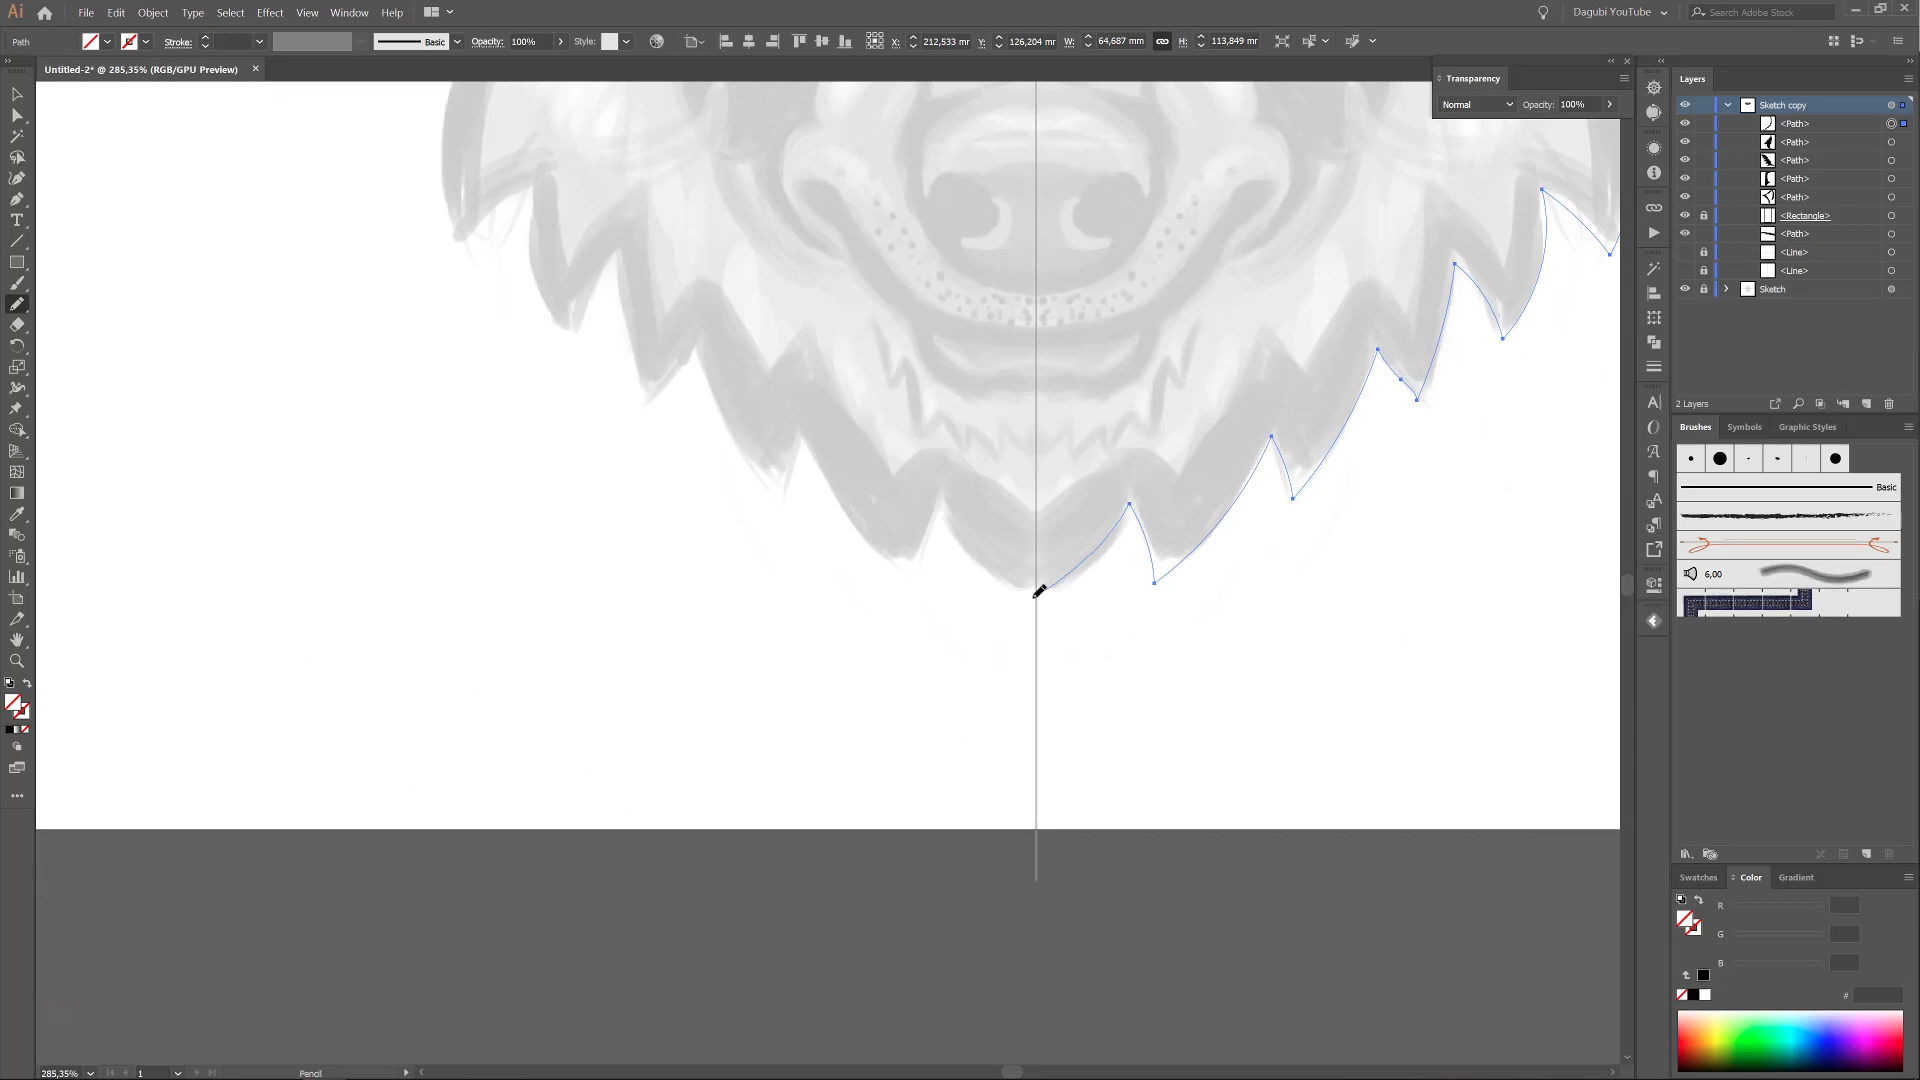 Ai File Edit Object Type Select Effect View Window Help Dagubi YouTube Search Adobe Stock
Path Stroke: Basic Opacity: 100% Style: X: 212,533 mr Y: 126,204 mr W: 64,687 mm H: 113,849 mr
Untitled-2* @ 285,35% (RGB/GPU Preview)
Transparency
Normal Opacity: 100%
Layers
Sketch copy
<Path>
<Path>
<Path>
<Path>
<Path>
<Rectangle>
<Path>
<Line>
<Line>
Sketch
2 Layers
Brushes Symbols Graphic Styles
Basic
6,00
Swatches Color Gradient
R
G
B
#
285,35% 1 Pencil